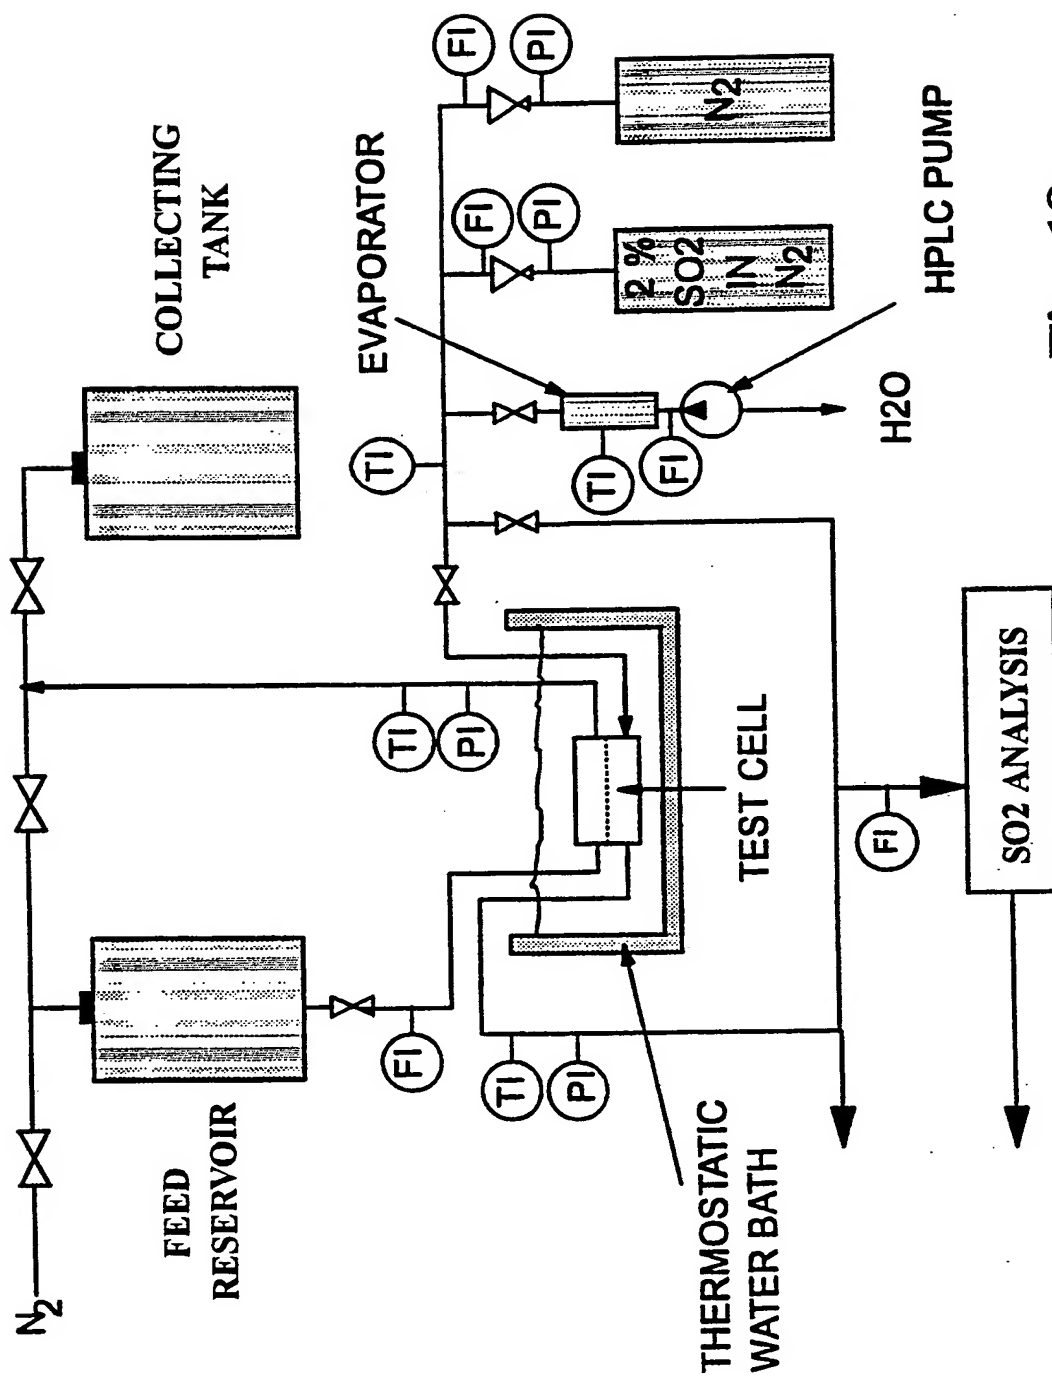 N2
FEED
RESERVOIR
COLLECTING
TANK
EVAPORATOR
TI
FI
TI
PI
FI
FI
TI
PI
PI
PI
TI
FI
2 %
SO2
IN
N2
N2
THERMOSTATIC
WATER BATH
TEST CELL
H2O
HPLC PUMP
FI
SO2 ANALYSIS